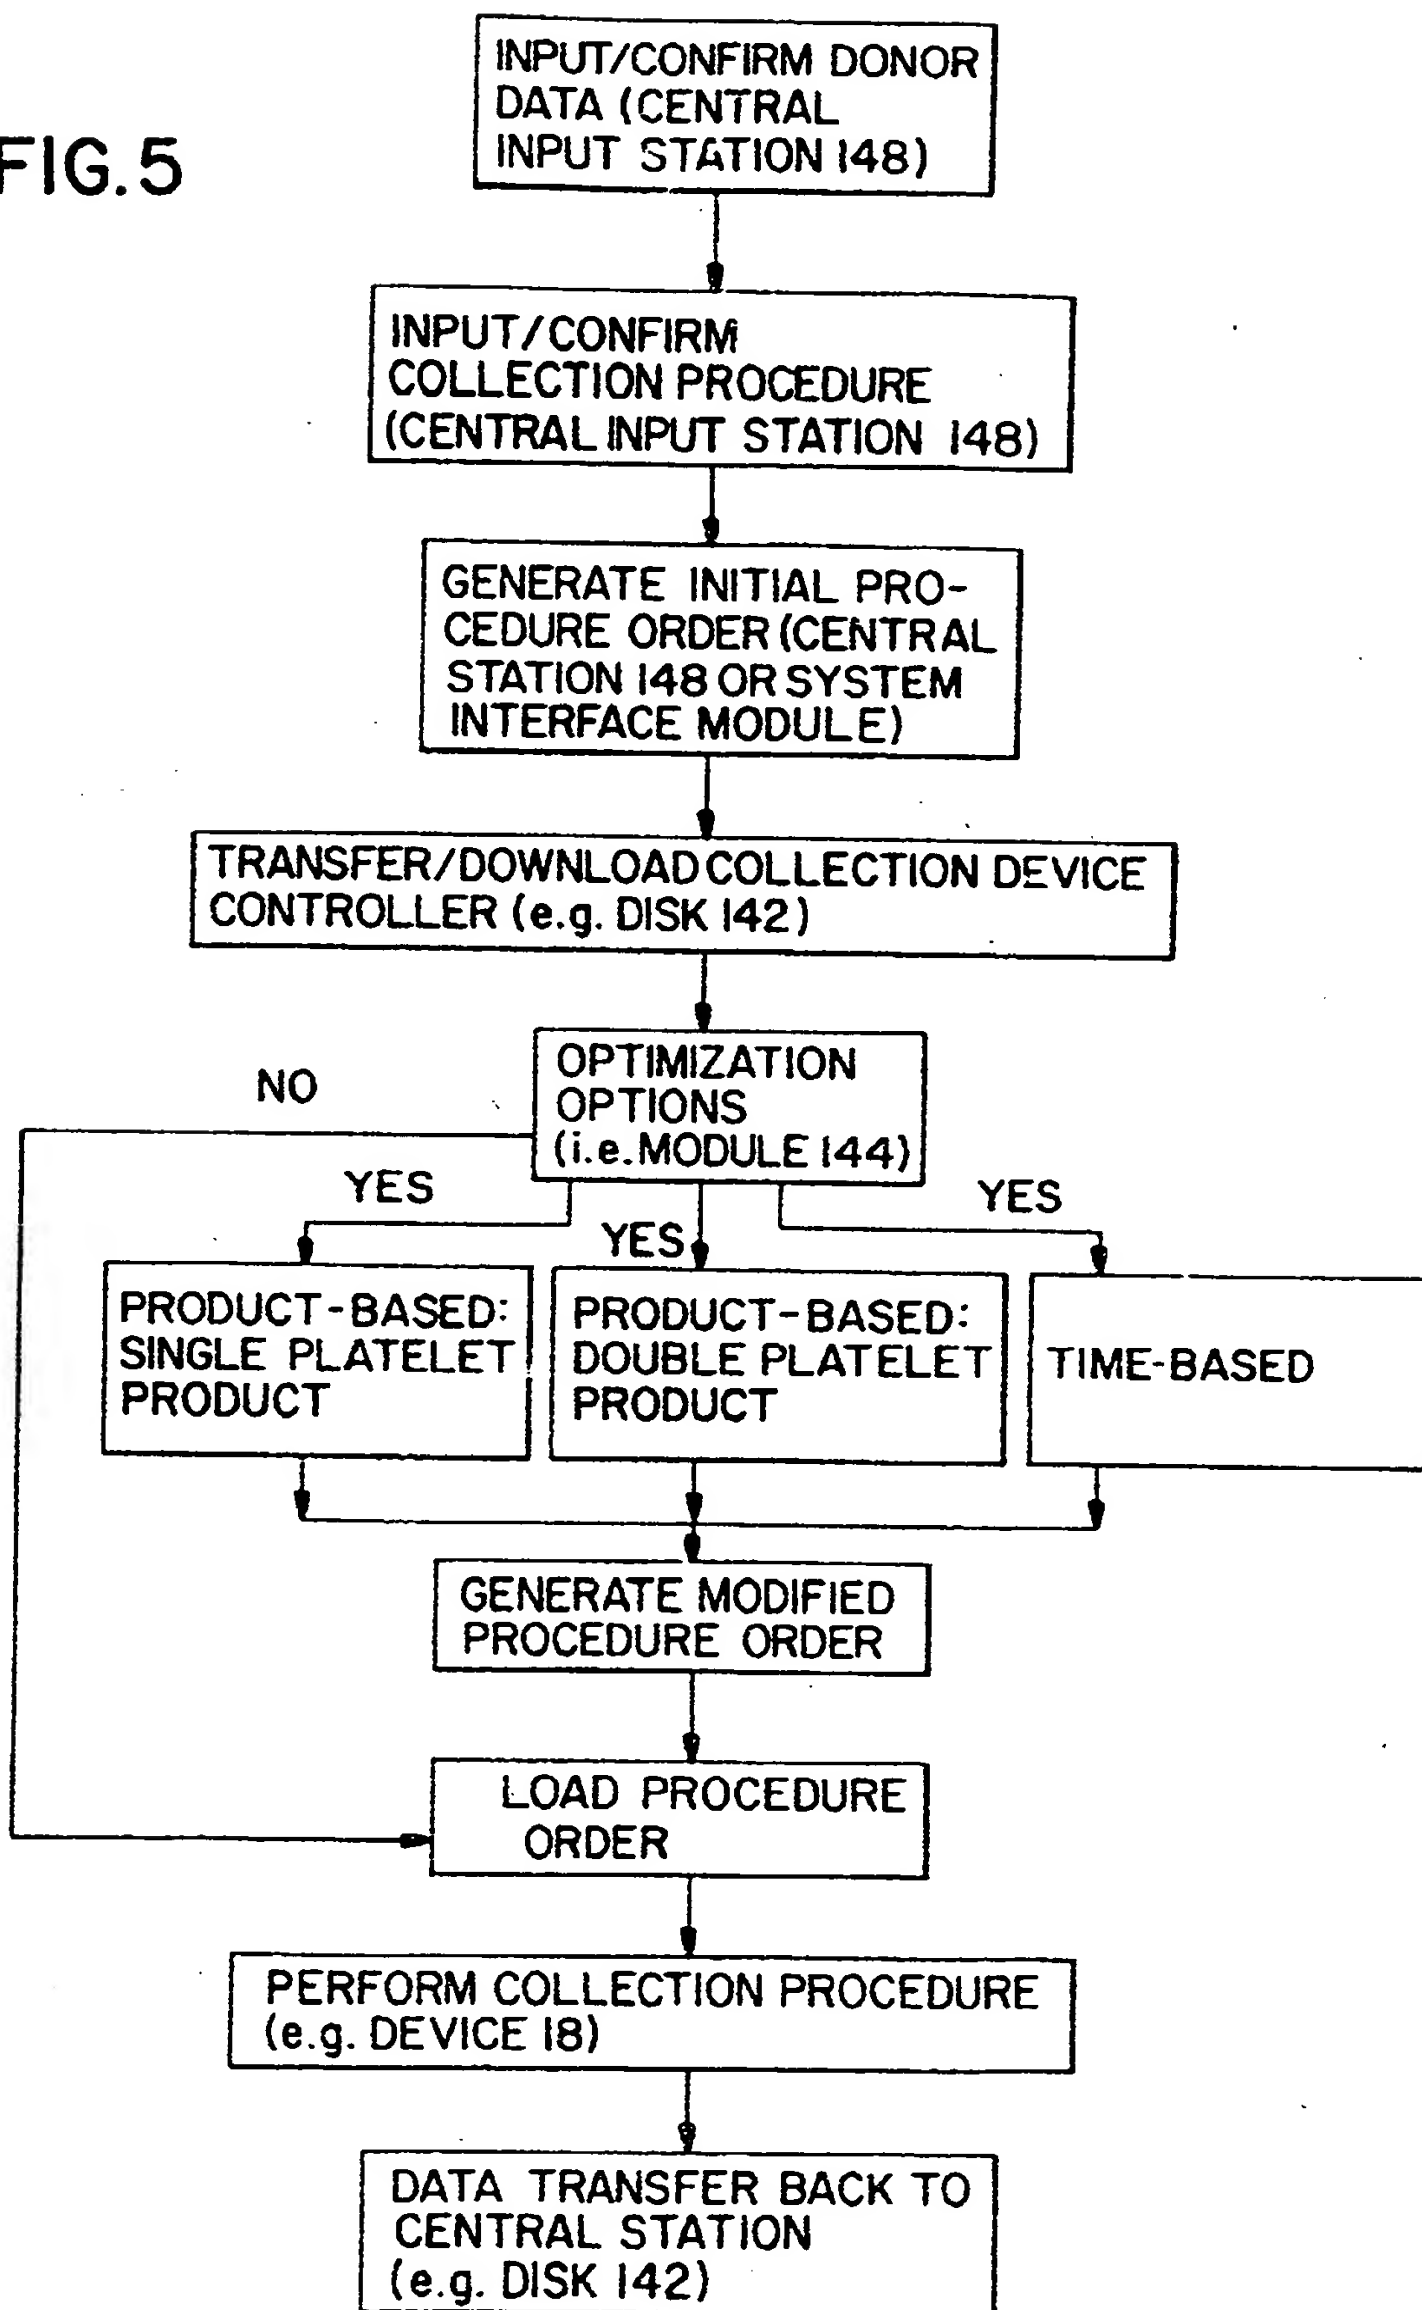 FIG. 5
INPUT/CONFIRM DONOR
DATA (CENTRAL
INPUT STATION 148)
INPUT/CONFIRM
COLLECTION PROCEDURE
(CENTRAL INPUT STATION 148)
GENERATE INITIAL PRO-
CEDURE ORDER (CENTRAL
STATION 148 OR SYSTEM
INTERFACE MODULE)
TRANSFER/DOWNLOAD COLLECTION DEVICE
CONTROLLER (e.g. DISK 142)
OPTIMIZATION
OPTIONS
(i.e. MODULE 144)
NO
YES
YES
YES
PRODUCT-BASED:
SINGLE PLATELET
PRODUCT
PRODUCT-BASED:
DOUBLE PLATELET
PRODUCT
TIME-BASED
GENERATE MODIFIED
PROCEDURE ORDER
LOAD PROCEDURE
ORDER
PERFORM COLLECTION PROCEDURE
(e.g. DEVICE 18)
DATA TRANSFER BACK TO
CENTRAL STATION
(e.g. DISK 142)